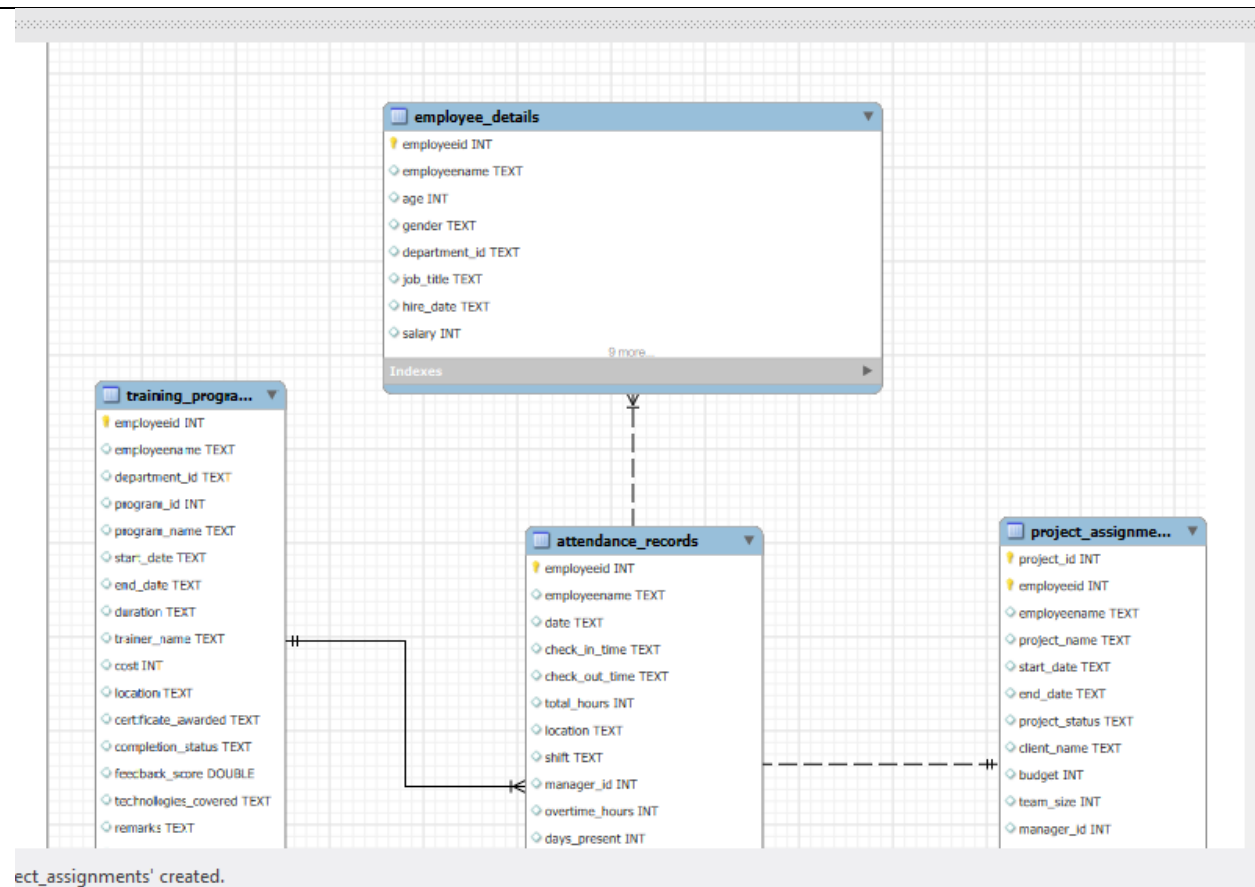 employee_details
employeeid INT
employeename TEXT
age INT
gender TEXT
department_id TEXT
job_title TEXT
hire_date TEXT
salary INT
9 more...
Indexes
training_progra...
employeeid INT
employeename TEXT
department_id TEXT
program_id INT
program_name TEXT
start_date TEXT
end_date TEXT
duration TEXT
trainer_name TEXT
cost INT
location TEXT
certificate_awarded TEXT
completion_status TEXT
feedback_score DOUBLE
technologies_covered TEXT
remarks TEXT
attendance_records
employeeid INT
employeename TEXT
date TEXT
check_in_time TEXT
check_out_time TEXT
total_hours INT
location TEXT
shift TEXT
manager_id INT
overtime_hours INT
days_present INT
project_assignme...
project_id INT
employeeid INT
employeename TEXT
project_name TEXT
start_date TEXT
end_date TEXT
project_status TEXT
client_name TEXT
budget INT
team_size INT
manager_id INT
ect_assignments' created.